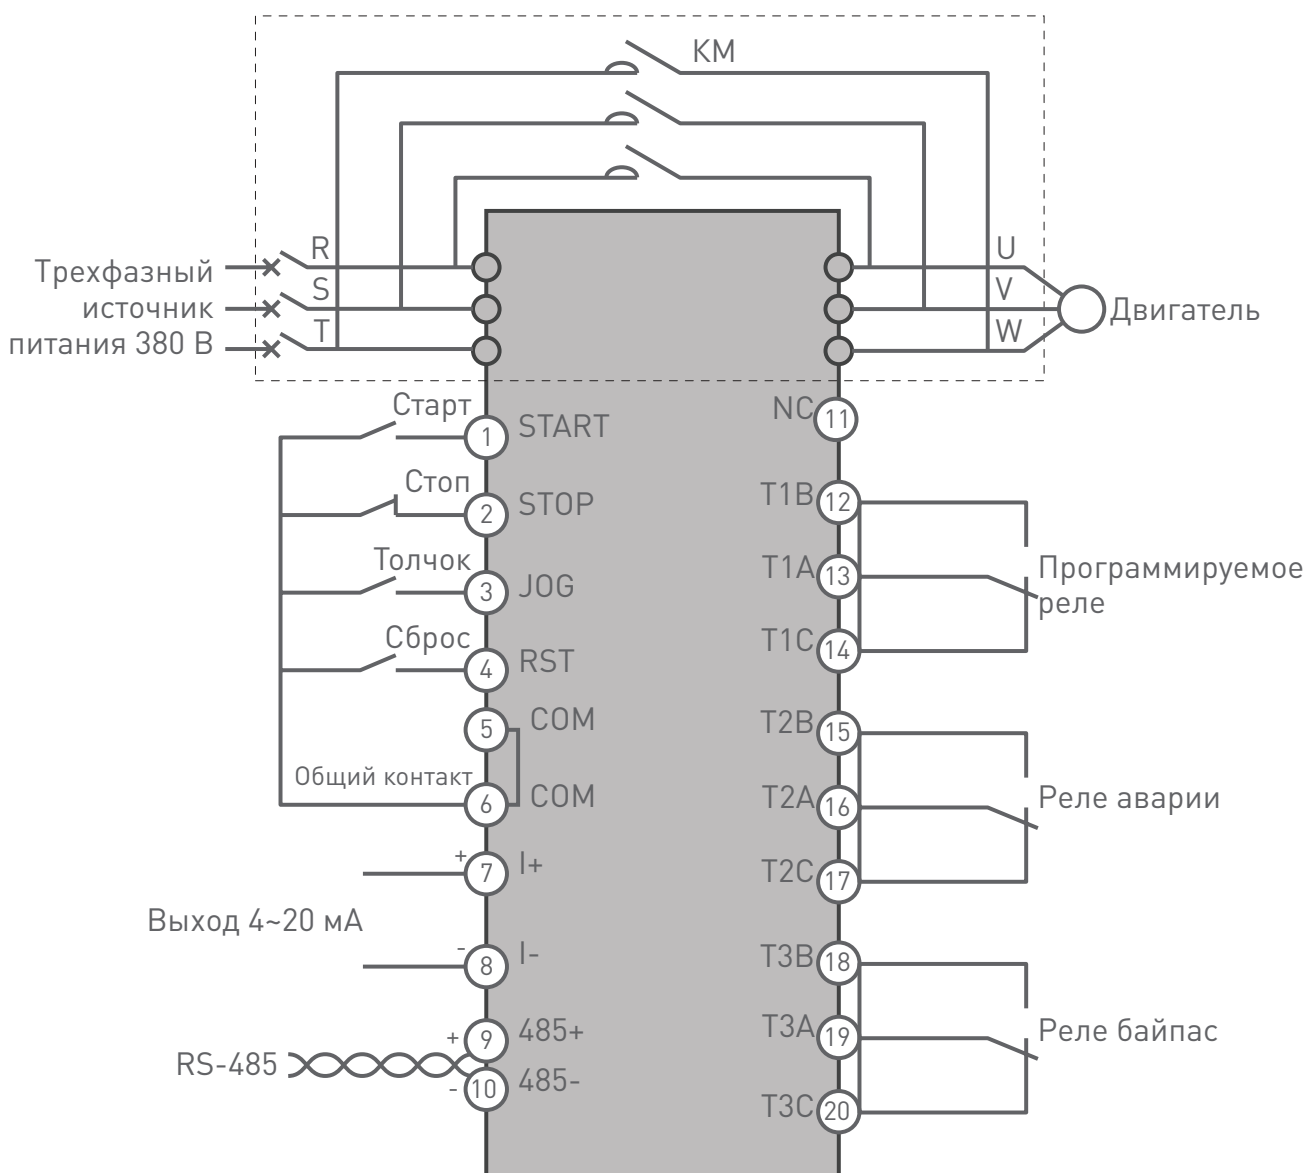 KM
R
S
T
Трехфазный
источник
питания 380 В
U
V
W
Двигатель
Старт
1
START
Стоп
2
STOP
Толчок
3
JOG
Сброс
4
RST
5
COM
Общий контакт
6
COM
+
7
I+
Выход 4~20 мА
-
8
I-
RS-485
+
9
485+
-
10
485-
NC
11
T1B
12
T1A
13
T1C
14
Программируемое
реле
T2B
15
T2A
16
T2C
17
Реле аварии
T3B
18
T3A
19
T3C
20
Реле байпас